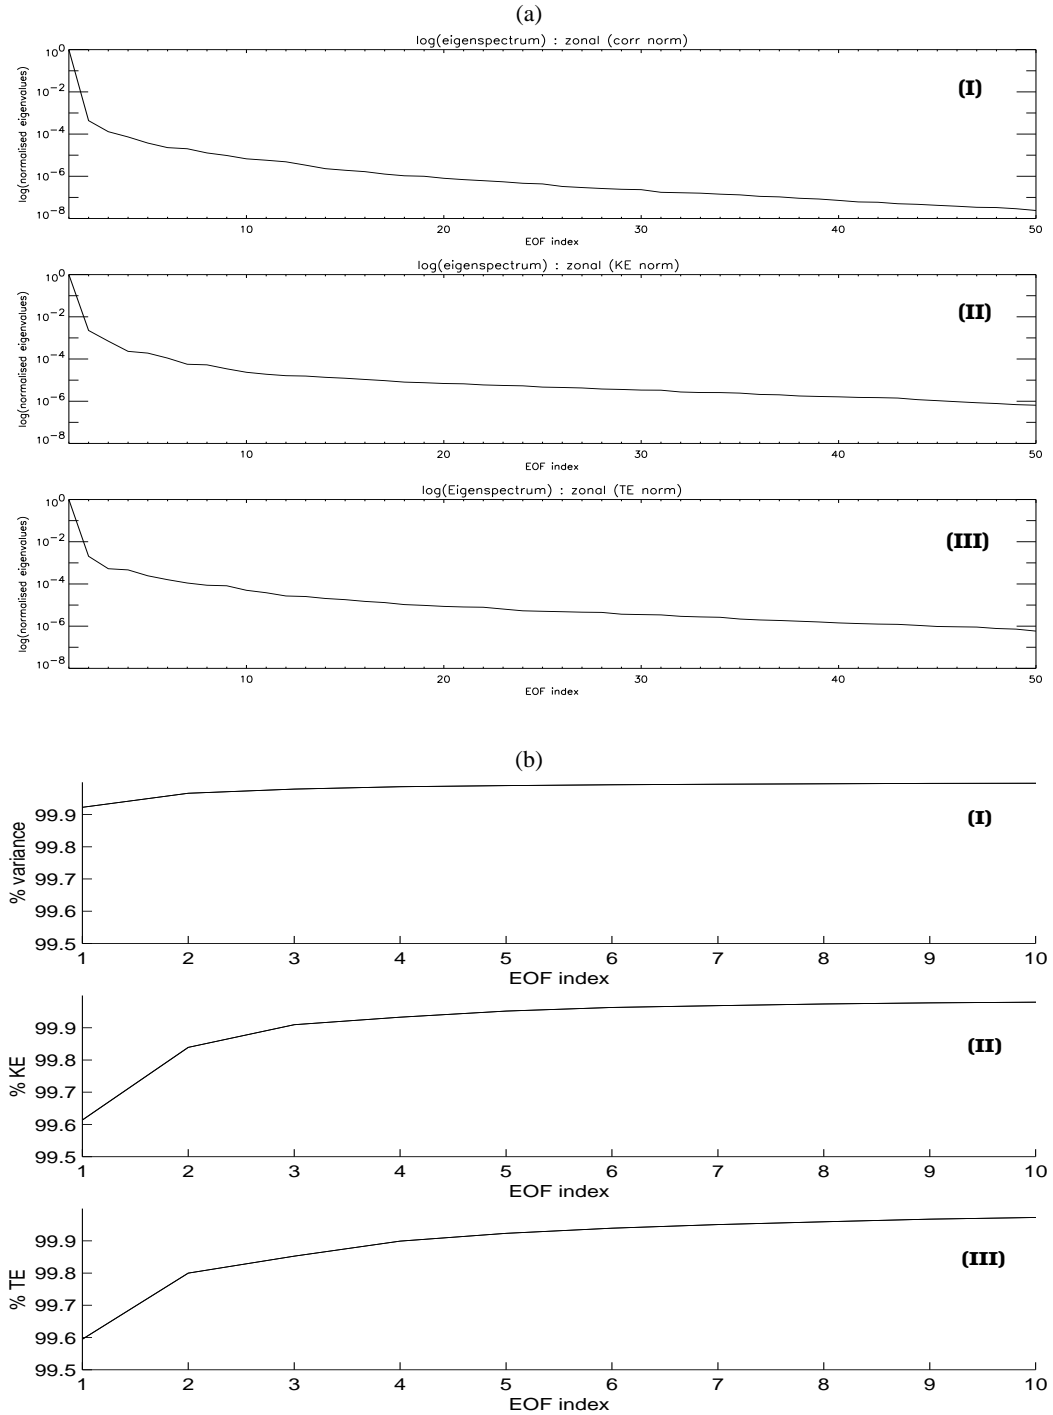 (a)
log(eigenspectrum) : zonal (corr norm)
log(normalised eigenvalues)
10^0
10^-2
10^-4
10^-6
10^-8
(I)
10 20 30 40 50
EOF index
log(eigenspectrum) : zonal (KE norm)
log(normalised eigenvalues)
10^0
10^-2
10^-4
10^-6
10^-8
(II)
10 20 30 40 50
EOF index
log(Eigenspectrum) : zonal (TE norm)
log(normalised eigenvalues)
10^0
10^-2
10^-4
10^-6
10^-8
(III)
10 20 30 40 50
EOF index
(b)
% variance
99.9
99.8
99.7
99.6
99.5
(I)
1 2 3 4 5 6 7 8 9 10
EOF index
% KE
99.9
99.8
99.7
99.6
99.5
(II)
1 2 3 4 5 6 7 8 9 10
EOF index
% TE
99.9
99.8
99.7
99.6
99.5
(III)
1 2 3 4 5 6 7 8 9 10
EOF index